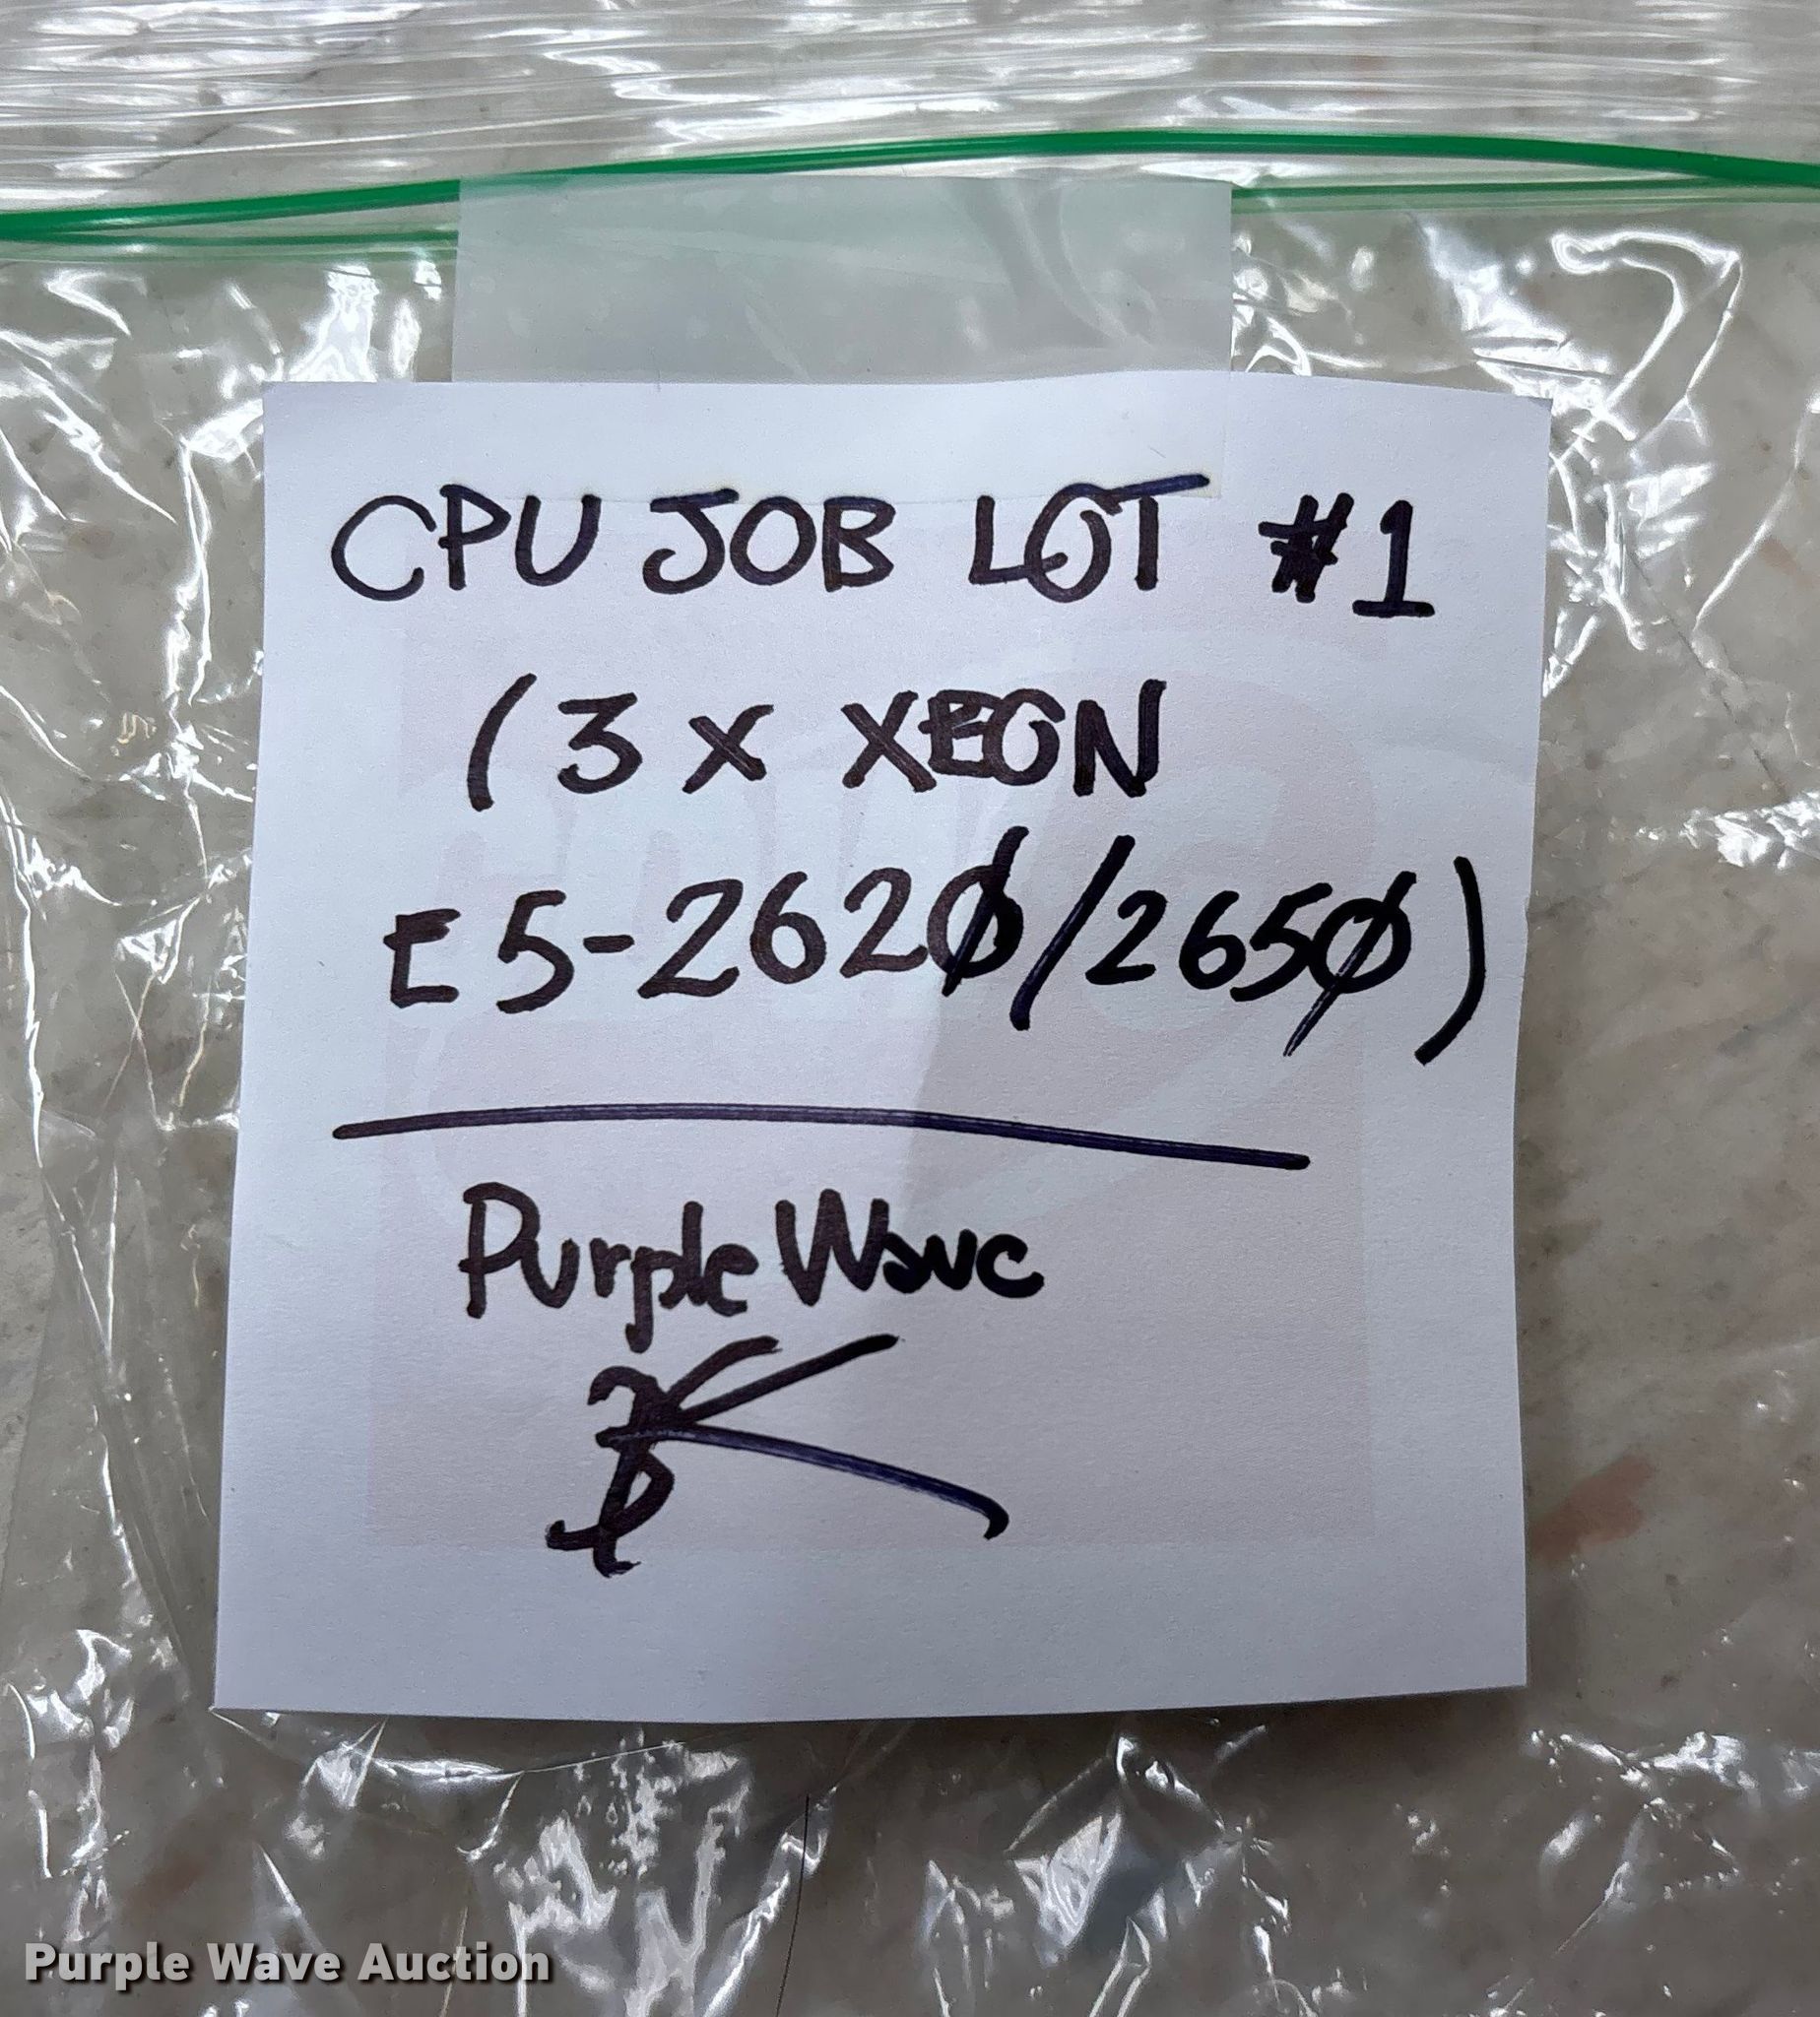 CPU JOB LOT #1
(3 x XEON
E5-2620/2650)
Purple Wave
Purple Wave Auction